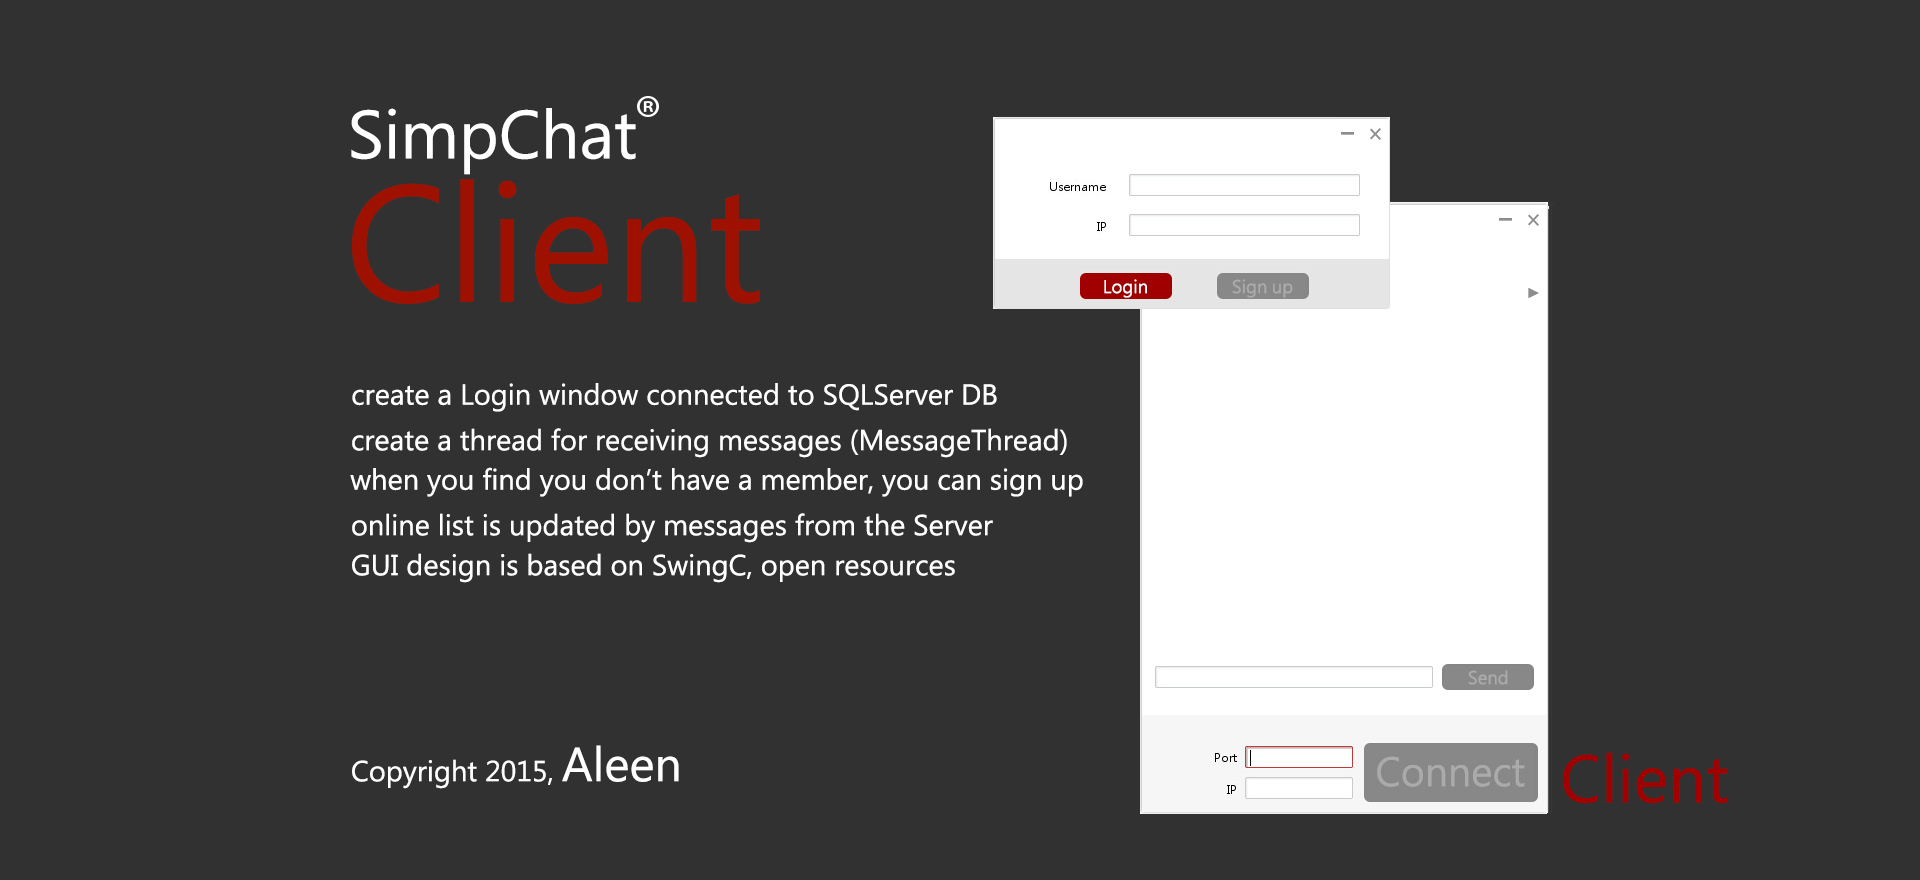 SimpChat®
Client
create a Login window connected to SQLServer DB
create a thread for receiving messages (MessageThread)
when you find you don't have a member, you can sign up
online list is updated by messages from the Server
GUI design is based on SwingC, open resources
Copyright 2015, Aleen
Username
IP
Login Sign up
Send
Port
IP
Connect
Client